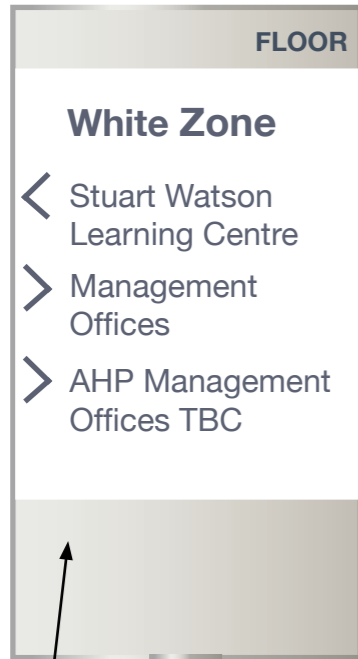 FLOOR
White Zone
Stuart Watson
Learning Centre
Management
Offices
AHP Management
Offices TBC